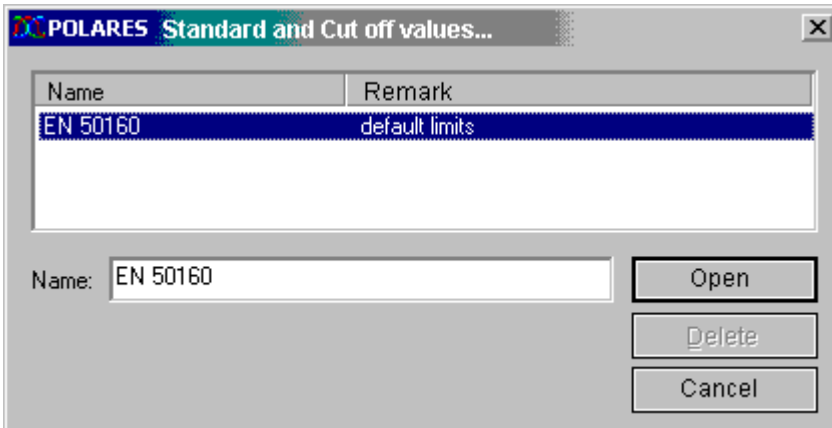 POLARES Standard and Cut off values...
Name Remark
EN 50160 default limits
Name: EN 50160
Open
Delete
Cancel